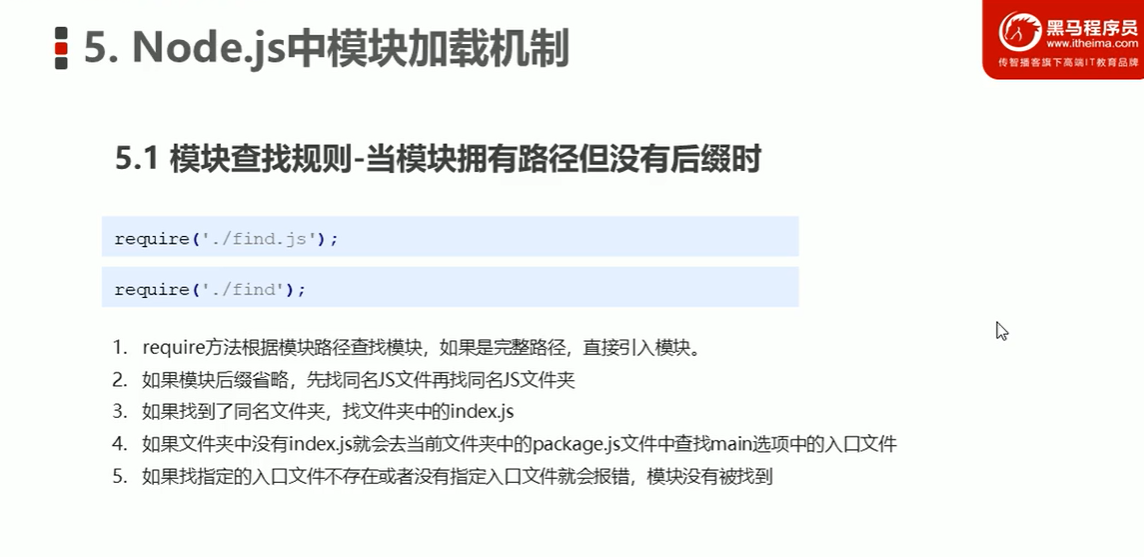 5. Node.js中模块加载机制
黑马程序员
www.itheima.com
传智播客旗下高端IT教育品牌
5.1 模块查找规则-当模块拥有路径但没有后缀时
require('./find.js');
require('./find');
1. require方法根据模块路径查找模块，如果是完整路径，直接引入模块。
2. 如果模块后缀省略，先找同名JS文件再找同名JS文件夹
3. 如果找到了同名文件夹，找文件夹中的index.js
4. 如果文件夹中没有index.js就会去当前文件夹中的package.js文件中查找main选项中的入口文件
5. 如果找指定的入口文件不存在或者没有指定入口文件就会报错，模块没有被找到